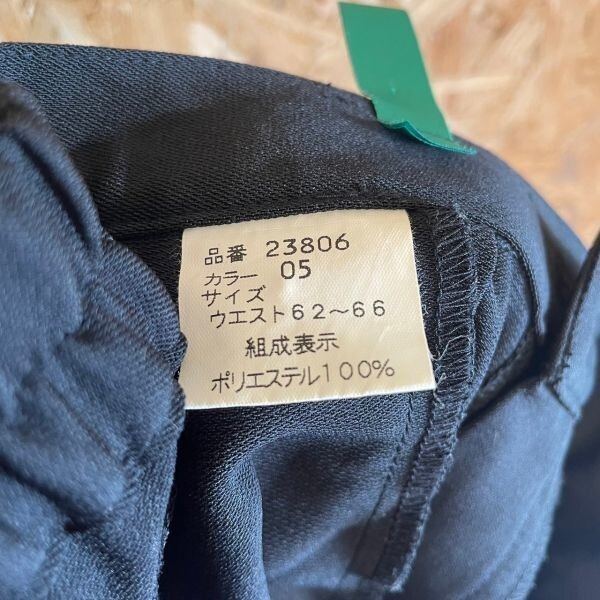 品番 23806
カラー 05
サイズ
ウエスト62～66
組成表示
ポリエステル100%